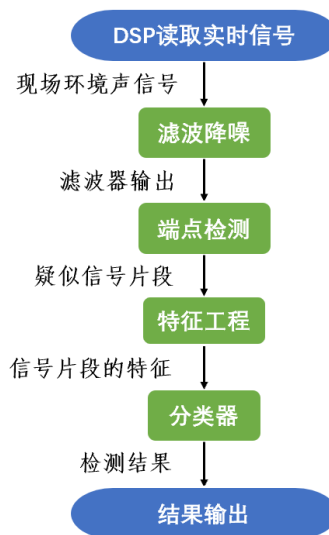 DSP读取实时信号
现场环境声信号
滤波降噪
滤波器输出
端点检测
疑似信号片段
特征工程
信号片段的特征
分类器
检测结果
结果输出